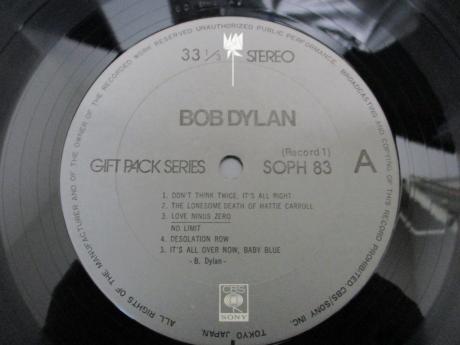 33 1/3 STEREO
BOB DYLAN
GIFT PACK SERIES
(Record 1)
SOPH 83
A
1. DON'T THINK TWICE, IT'S ALL RIGHT
2. THE LONESOME DEATH OF HATTIE CARROLL
3. LOVE NINUS ZERO
NO LIMIT
4. DESOLATION ROW
5. IT'S ALL OVER NOW, BABY BLUE
- B. Dylan -
CBS
SONY
ALL RIGHTS OF THE MANUFACTURER AND OF THE OWNER OF THE RECORDED WORK RESERVED UNAUTHORIZED PUBLIC PERFORMANCE, BROADCASTING AND COPYING OF THIS RECORD PROHIBITED·CBS/SONY INC.
TOKYO JAPAN.